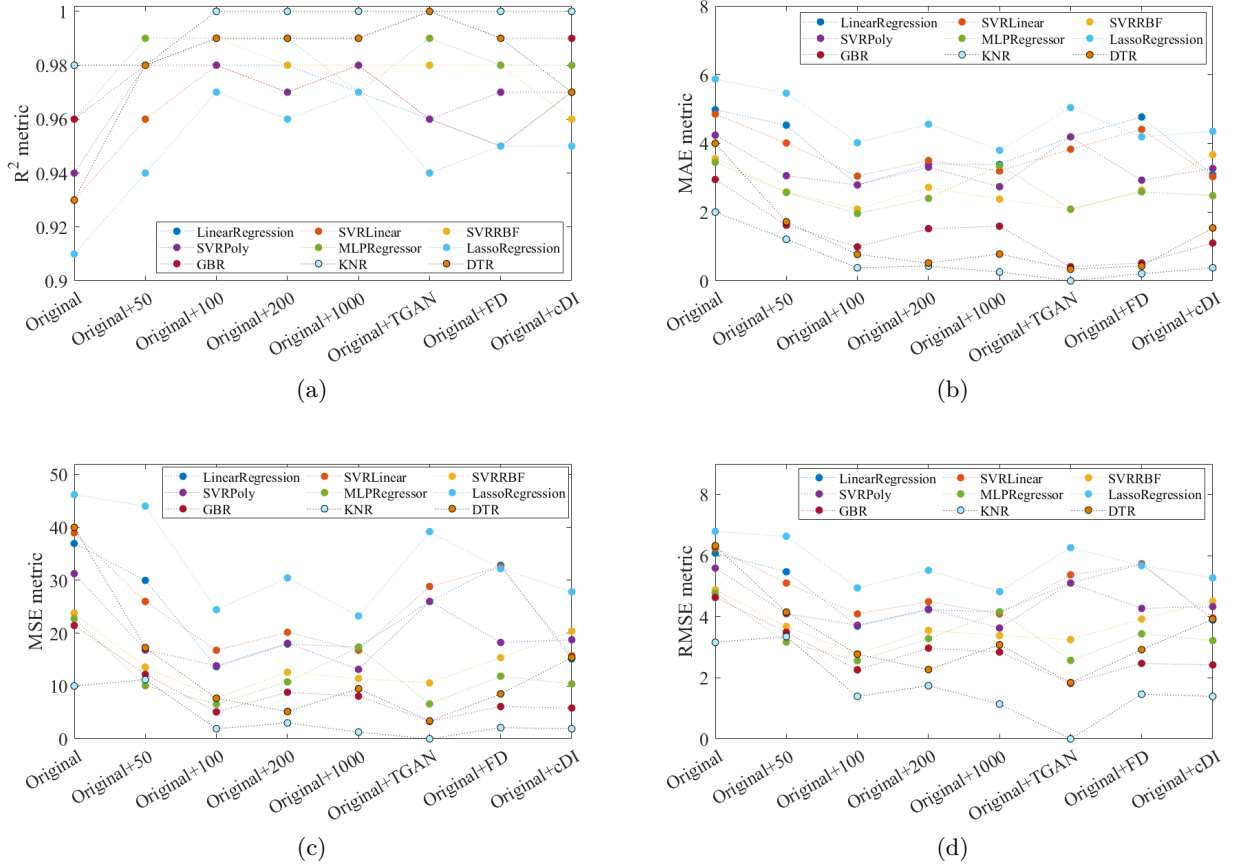 1
0.98
0.96
0.94
0.92
0.9
R² metric
LinearRegression SVRLinear SVRRBF
SVRPoly MLPRegressor LassoRegression
GBR KNR DTR
Original Original+50 Original+100 Original+200 Original+1000 Original+TGAN Original+FD Original+cDI
(a)
8
6
4
2
0
MAE metric
LinearRegression SVRLinear SVRRBF
SVRPoly MLPRegressor LassoRegression
GBR KNR DTR
Original Original+50 Original+100 Original+200 Original+1000 Original+TGAN Original+FD Original+cDI
(b)
50
40
30
20
10
0
MSE metric
LinearRegression SVRLinear SVRRBF
SVRPoly MLPRegressor LassoRegression
GBR KNR DTR
Original Original+50 Original+100 Original+200 Original+1000 Original+TGAN Original+FD Original+cDI
(c)
8
6
4
2
0
RMSE metric
LinearRegression SVRLinear SVRRBF
SVRPoly MLPRegressor LassoRegression
GBR KNR DTR
Original Original+50 Original+100 Original+200 Original+1000 Original+TGAN Original+FD Original+cDI
(d)